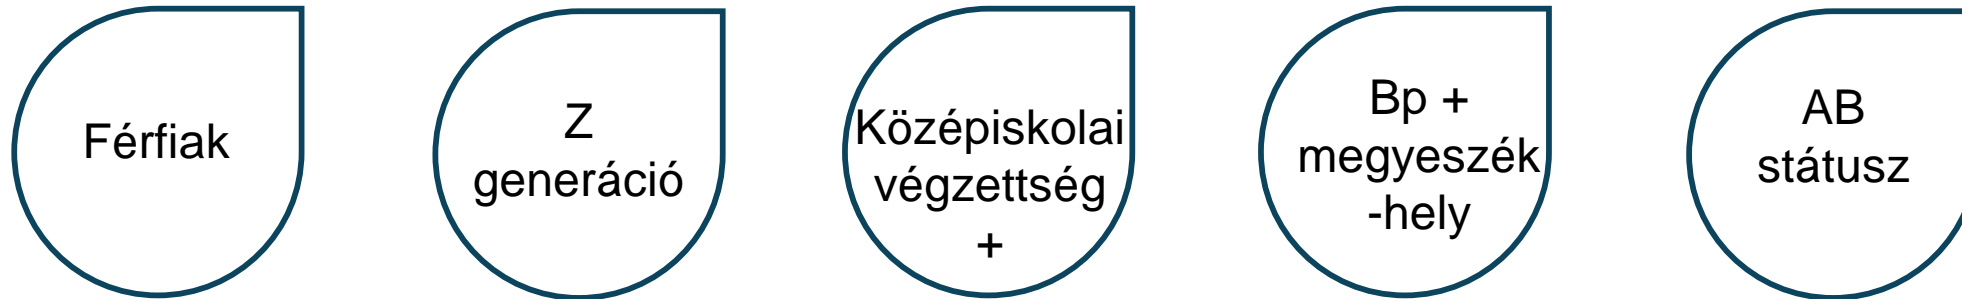 Férfiak
Z
generáció
Középiskolai
végzettség
+
Bp +
megyeszék
-hely
AB
státusz